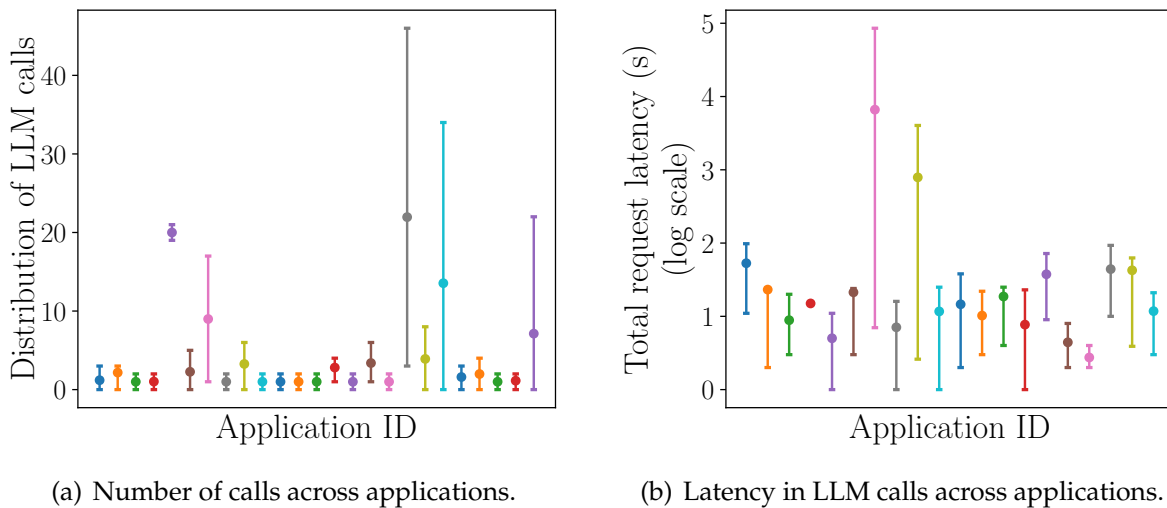 Distribution of LLM calls
40
30
20
10
0
Application ID
(a) Number of calls across applications.
Total request latency (s)
(log scale)
5
4
3
2
1
0
Application ID
(b) Latency in LLM calls across applications.